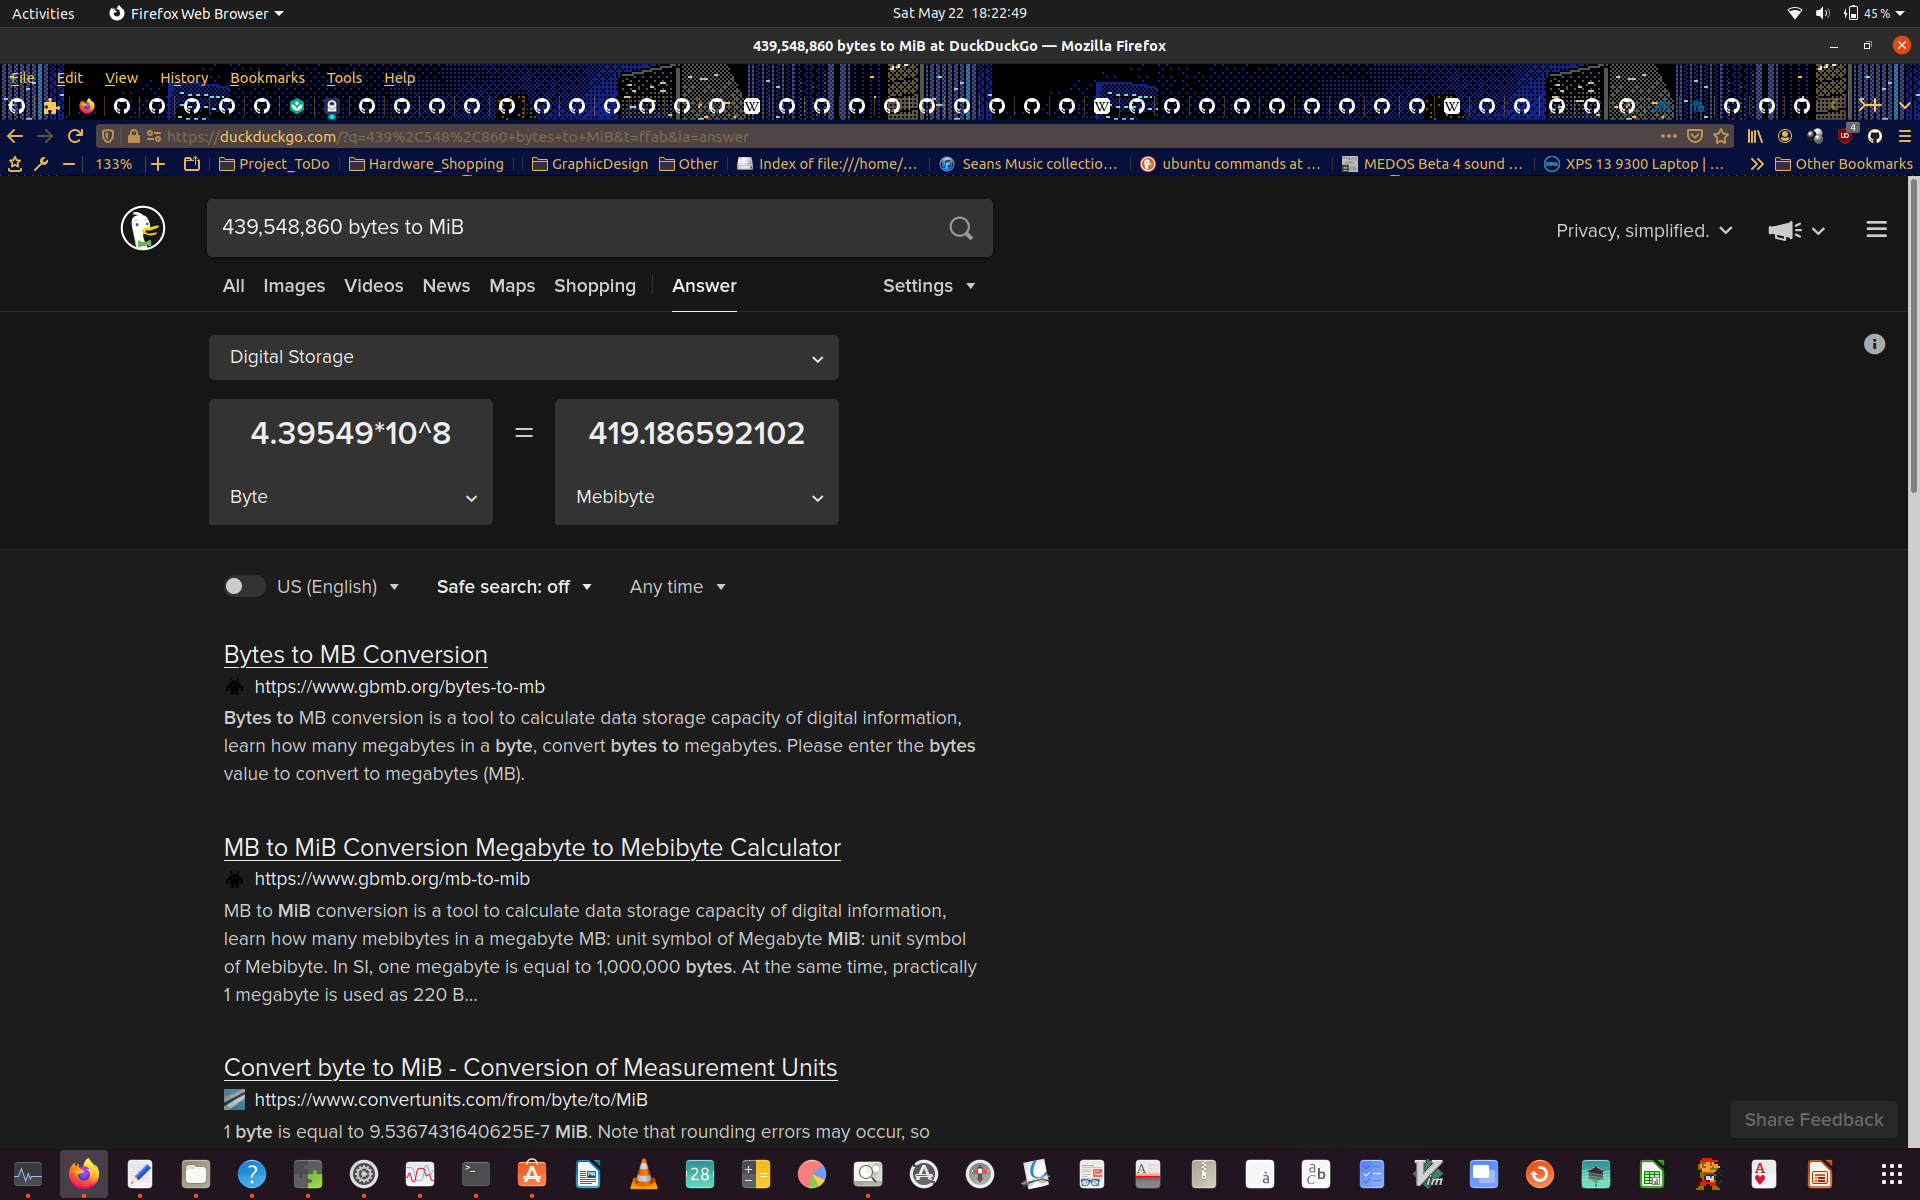 Activities
Firefox Web Browser
Sat May 22 18:22:49
45 %
439,548,860 bytes to MiB at DuckDuckGo — Mozilla Firefox
File Edit View History Bookmarks Tools Help
https://duckduckgo.com/?q=439%2C548%2C860+bytes+to+MiB&t=ffab&ia=answer
4
133%
Project_ToDo
Hardware_Shopping
GraphicDesign
Other
Index of file:///home/...
Seans Music collectio...
ubuntu commands at ...
MEDOS Beta 4 sound ...
XPS 13 9300 Laptop | ...
Other Bookmarks
439,548,860 bytes to MiB
Privacy, simplified.
All Images Videos News Maps Shopping Answer Settings
Digital Storage
4.39549*10^8 = 419.186592102
Byte Mebibyte
US (English) Safe search: off Any time
Bytes to MB Conversion
https://www.gbmb.org/bytes-to-mb
Bytes to MB conversion is a tool to calculate data storage capacity of digital information,
learn how many megabytes in a byte, convert bytes to megabytes. Please enter the bytes
value to convert to megabytes (MB).
MB to MiB Conversion Megabyte to Mebibyte Calculator
https://www.gbmb.org/mb-to-mib
MB to MiB conversion is a tool to calculate data storage capacity of digital information,
learn how many mebibytes in a megabyte MB: unit symbol of Megabyte MiB: unit symbol
of Mebibyte. In SI, one megabyte is equal to 1,000,000 bytes. At the same time, practically
1 megabyte is used as 220 B...
Convert byte to MiB - Conversion of Measurement Units
https://www.convertunits.com/from/byte/to/MiB
1 byte is equal to 9.5367431640625E-7 MiB. Note that rounding errors may occur, so
Share Feedback
28